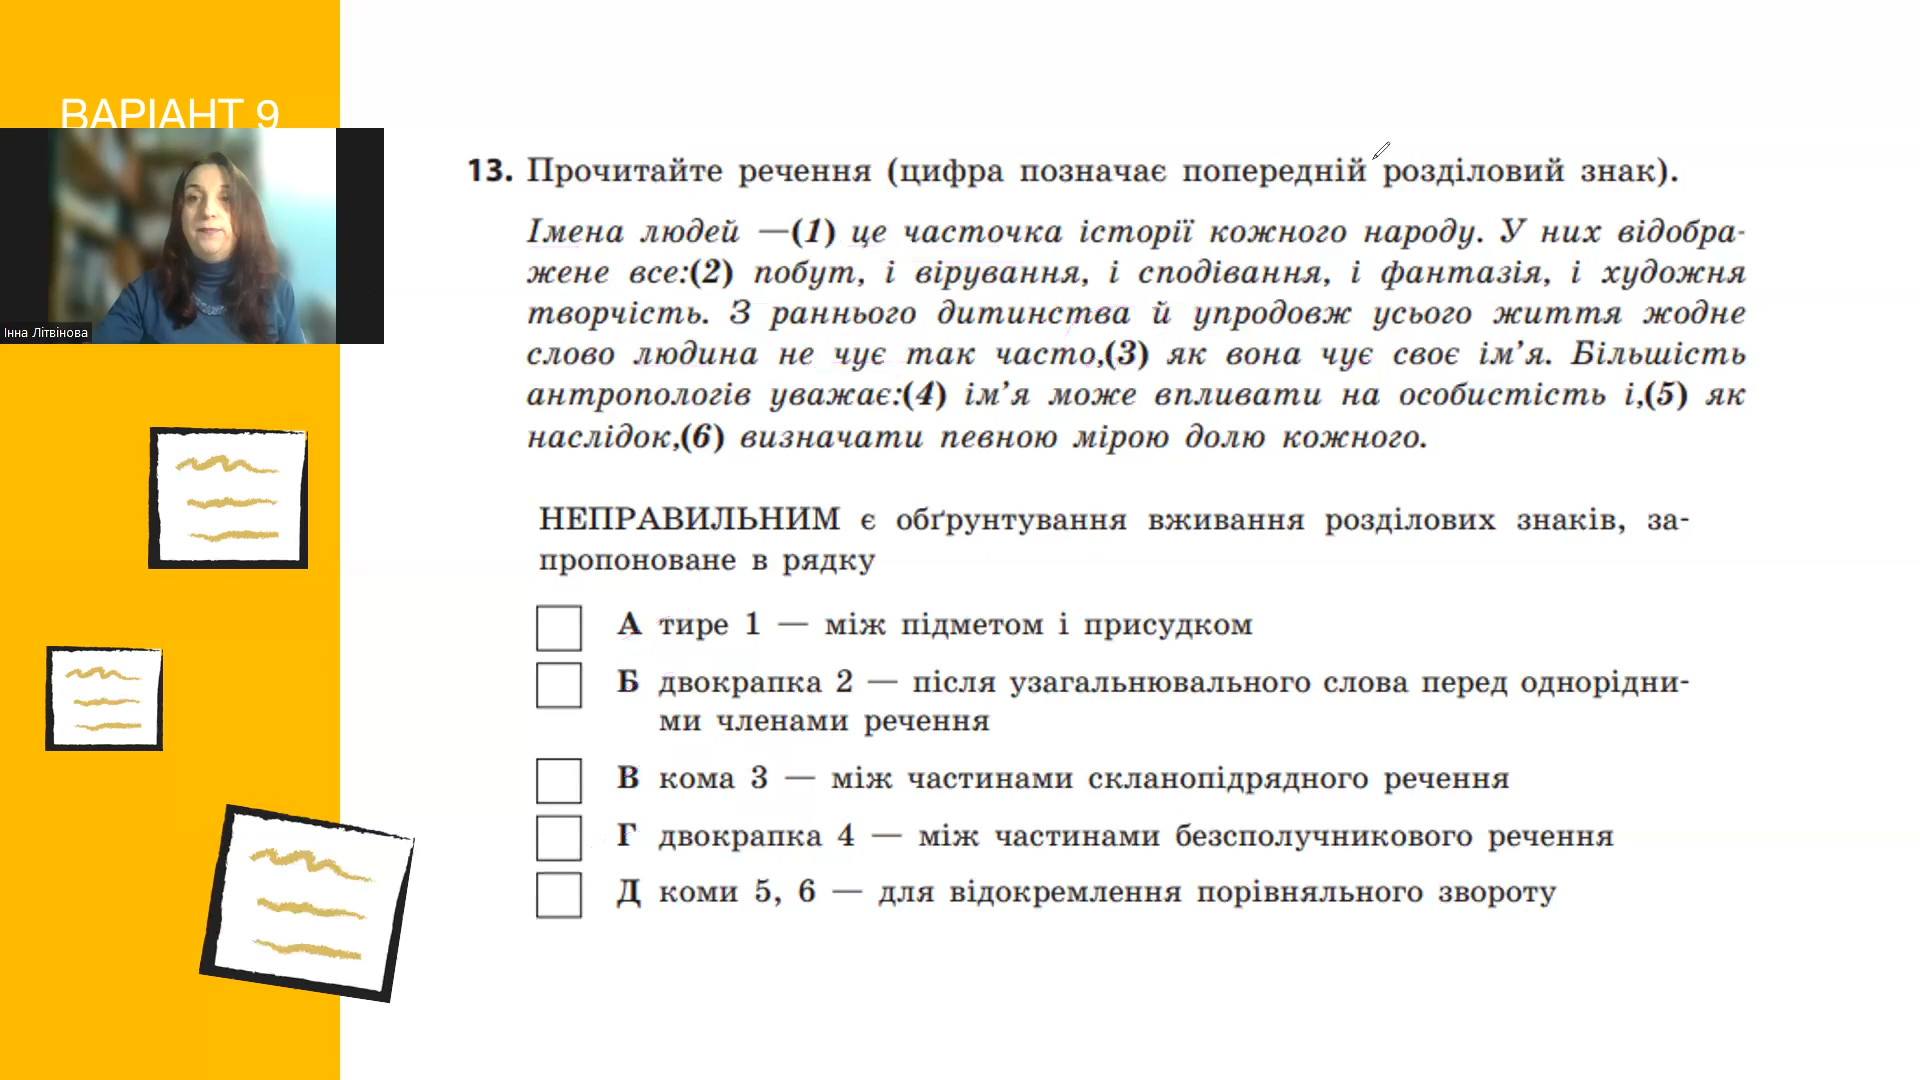 ВАРІАНТ 9
Інна Літвінова
13. Прочитайте речення (цифра позначає попередній розділовий знак).
Імена людей —(1) це часточка історії кожного народу. У них відобра-
жене все:(2) побут, і вірування, і сподівання, і фантазія, і художня
творчість. З раннього дитинства й упродовж усього життя жодне
слово людина не чує так часто,(3) як вона чує своє ім’я. Більшість
антропологів уважає:(4) ім’я може впливати на особистість і,(5) як
наслідок,(6) визначати певною мірою долю кожного.
НЕПРАВИЛЬНИМ є обґрунтування вживання розділових знаків, за-
пропоноване в рядку
А тире 1 — між підметом і присудком
Б двокрапка 2 — після узагальнювального слова перед однорідни-
ми членами речення
В кома 3 — між частинами скланопідрядного речення
Г двокрапка 4 — між частинами безсполучникового речення
Д коми 5, 6 — для відокремлення порівняльного звороту